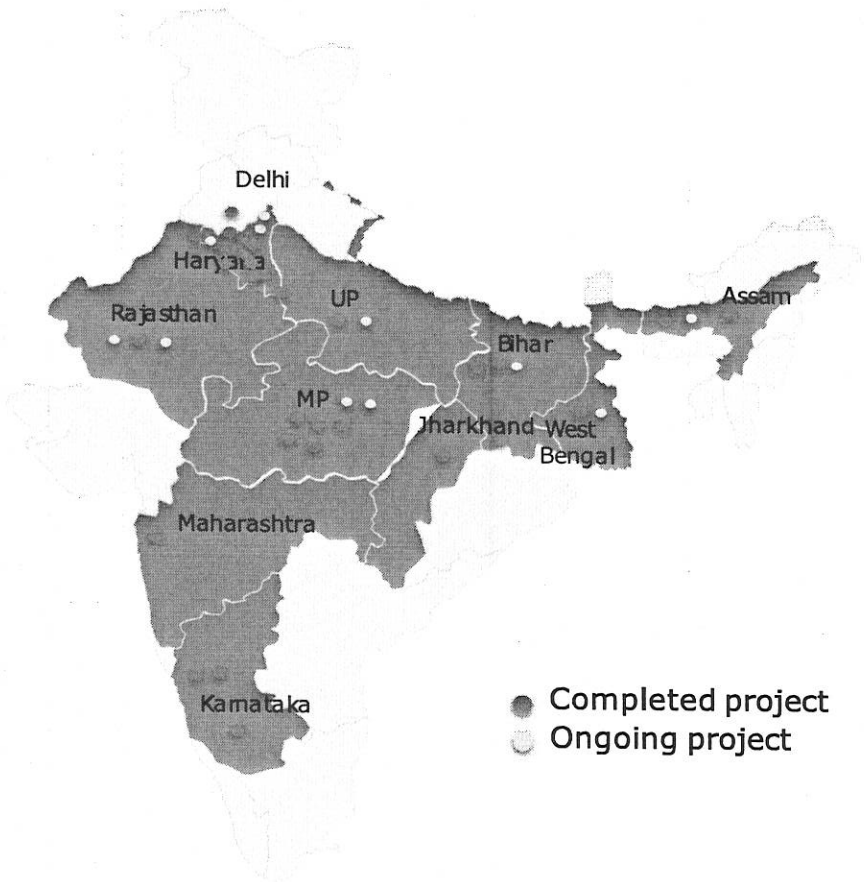 Delhi
Haryana
UP
Assam
Rajasthan
Bihar
MP
Jharkhand
West
Bengal
Maharashtra
Karnataka
Completed project
Ongoing project